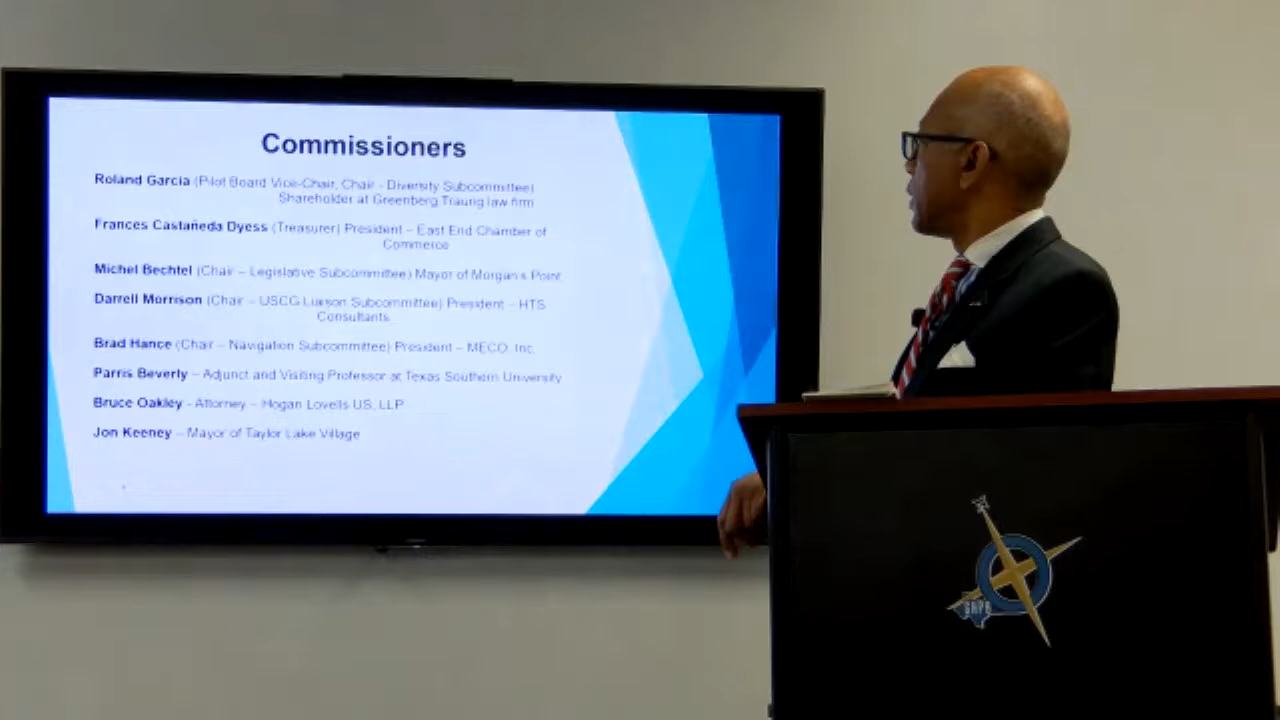 Commissioners
Roland Garcia (Pilot Board Vice-Chair, Chair - Diversity Subcommittee)
Shareholder at Greenberg Traurig law firm
Frances Castañeda Dyess (Treasurer) President – East End Chamber of
Commerce
Michel Bechtel (Chair – Legislative Subcommittee) Mayor of Morgan's Point
Darrell Morrison (Chair – USCG Liaison Subcommittee) President – HTS
Consultants
Brad Hance (Chair – Navigation Subcommittee) President – MECO, Inc.
Parris Beverly – Adjunct and Visiting Professor at Texas Southern University
Bruce Oakley - Attorney – Hogan Lovells US, LLP
Jon Keeney – Mayor of Taylor Lake Village